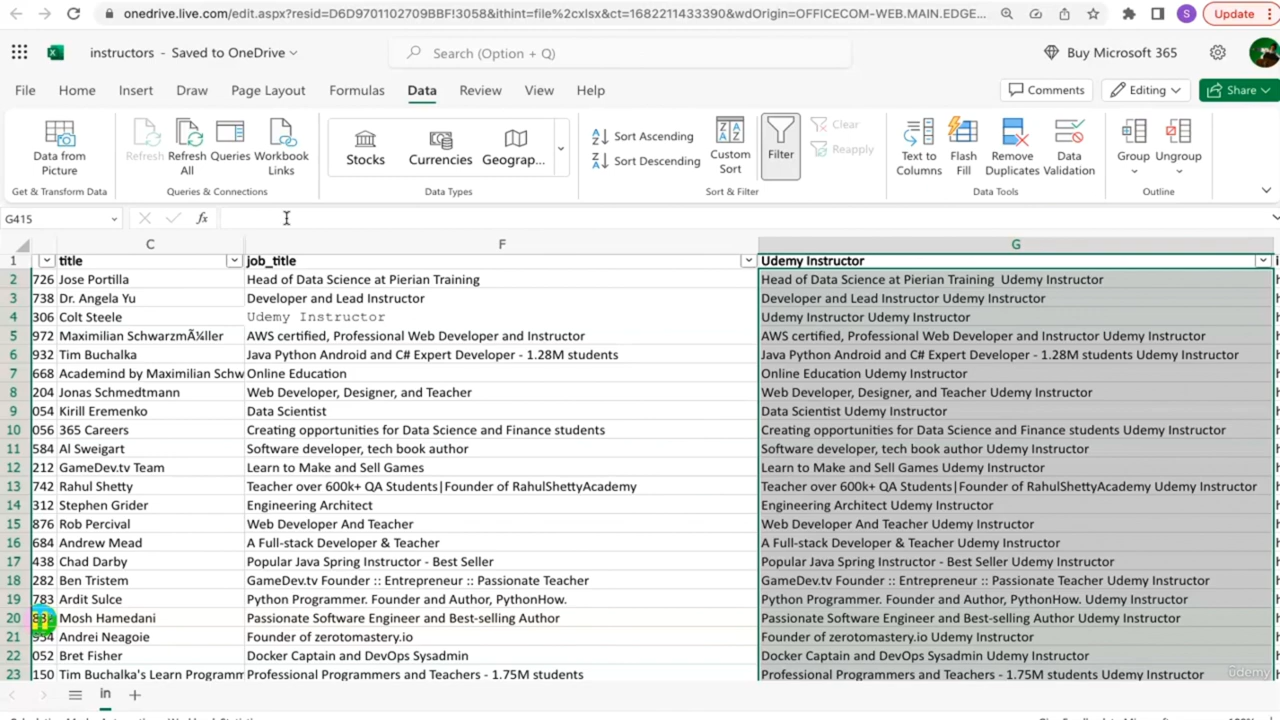 onedrive.live.com/edit.aspx?resid=D6D9701102709BBF!3058&ithint=file%2cxlsx&ct=1682211433390&wdOrigin=OFFICECOM-WEB.MAIN.EDGE...
S
Update
instructors - Saved to OneDrive
Search (Option + Q)
Buy Microsoft 365
File Home Insert Draw Page Layout Formulas Data Review View Help
Comments Editing Share
Data from Picture
Refresh
Refresh All
Queries
Workbook Links
Stocks
Currencies
Geograp...
Sort Ascending
Sort Descending
Custom Sort
Filter
Clear
Reapply
Text to Columns
Flash Fill
Remove Duplicates
Data Validation
Group
Ungroup
Get & Transform Data
Queries & Connections
Data Types
Sort & Filter
Data Tools
Outline
G415 fx
C F G
1 title job_title Udemy Instructor
2 726 Jose Portilla Head of Data Science at Pierian Training Head of Data Science at Pierian Training Udemy Instructor
3 738 Dr. Angela Yu Developer and Lead Instructor Developer and Lead Instructor Udemy Instructor
4 306 Colt Steele Udemy Instructor Udemy Instructor Udemy Instructor
5 972 Maximilian SchwarzmÃ¼ller AWS certified, Professional Web Developer and Instructor AWS certified, Professional Web Developer and Instructor Udemy Instructor
6 932 Tim Buchalka Java Python Android and C# Expert Developer - 1.28M students Java Python Android and C# Expert Developer - 1.28M students Udemy Instructor
7 668 Academind by Maximilian Schw Online Education Online Education Udemy Instructor
8 204 Jonas Schmedtmann Web Developer, Designer, and Teacher Web Developer, Designer, and Teacher Udemy Instructor
9 054 Kirill Eremenko Data Scientist Data Scientist Udemy Instructor
10 056 365 Careers Creating opportunities for Data Science and Finance students Creating opportunities for Data Science and Finance students Udemy Instructor
11 584 Al Sweigart Software developer, tech book author Software developer, tech book author Udemy Instructor
12 212 GameDev.tv Team Learn to Make and Sell Games Learn to Make and Sell Games Udemy Instructor
13 742 Rahul Shetty Teacher over 600k+ QA Students|Founder of RahulShettyAcademy Teacher over 600k+ QA Students|Founder of RahulShettyAcademy Udemy Instructor
14 312 Stephen Grider Engineering Architect Engineering Architect Udemy Instructor
15 876 Rob Percival Web Developer And Teacher Web Developer And Teacher Udemy Instructor
16 684 Andrew Mead A Full-stack Developer & Teacher A Full-stack Developer & Teacher Udemy Instructor
17 438 Chad Darby Popular Java Spring Instructor - Best Seller Popular Java Spring Instructor - Best Seller Udemy Instructor
18 282 Ben Tristem GameDev.tv Founder :: Entrepreneur :: Passionate Teacher GameDev.tv Founder :: Entrepreneur :: Passionate Teacher Udemy Instructor
19 783 Ardit Sulce Python Programmer. Founder and Author, PythonHow. Python Programmer. Founder and Author, PythonHow. Udemy Instructor
20 Mosh Hamedani Passionate Software Engineer and Best-selling Author Passionate Software Engineer and Best-selling Author Udemy Instructor
21 954 Andrei Neagoie Founder of zerotomastery.io Founder of zerotomastery.io Udemy Instructor
22 052 Bret Fisher Docker Captain and DevOps Sysadmin Docker Captain and DevOps Sysadmin Udemy Instructor
23 150 Tim Buchalka's Learn Programm Professional Programmers and Teachers - 1.75M students Professional Programmers and Teachers - 1.75M students Udemy Instructor
ûdemy
in